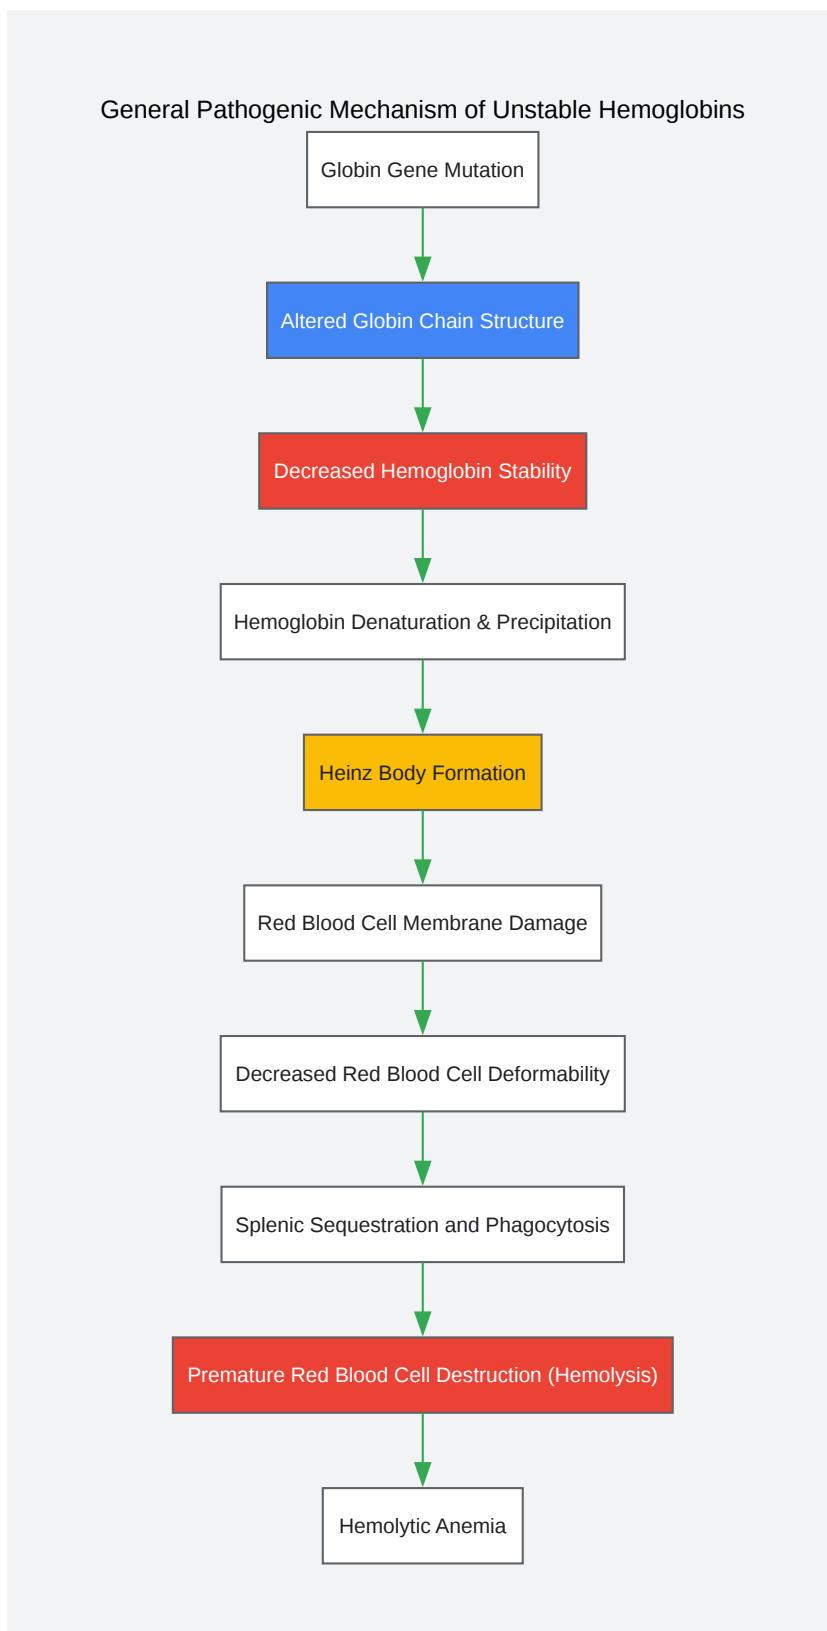 General Pathogenic Mechanism of Unstable Hemoglobins
Globin Gene Mutation
Altered Globin Chain Structure
Decreased Hemoglobin Stability
Hemoglobin Denaturation & Precipitation
Heinz Body Formation
Red Blood Cell Membrane Damage
Decreased Red Blood Cell Deformability
Splenic Sequestration and Phagocytosis
Premature Red Blood Cell Destruction (Hemolysis)
Hemolytic Anemia